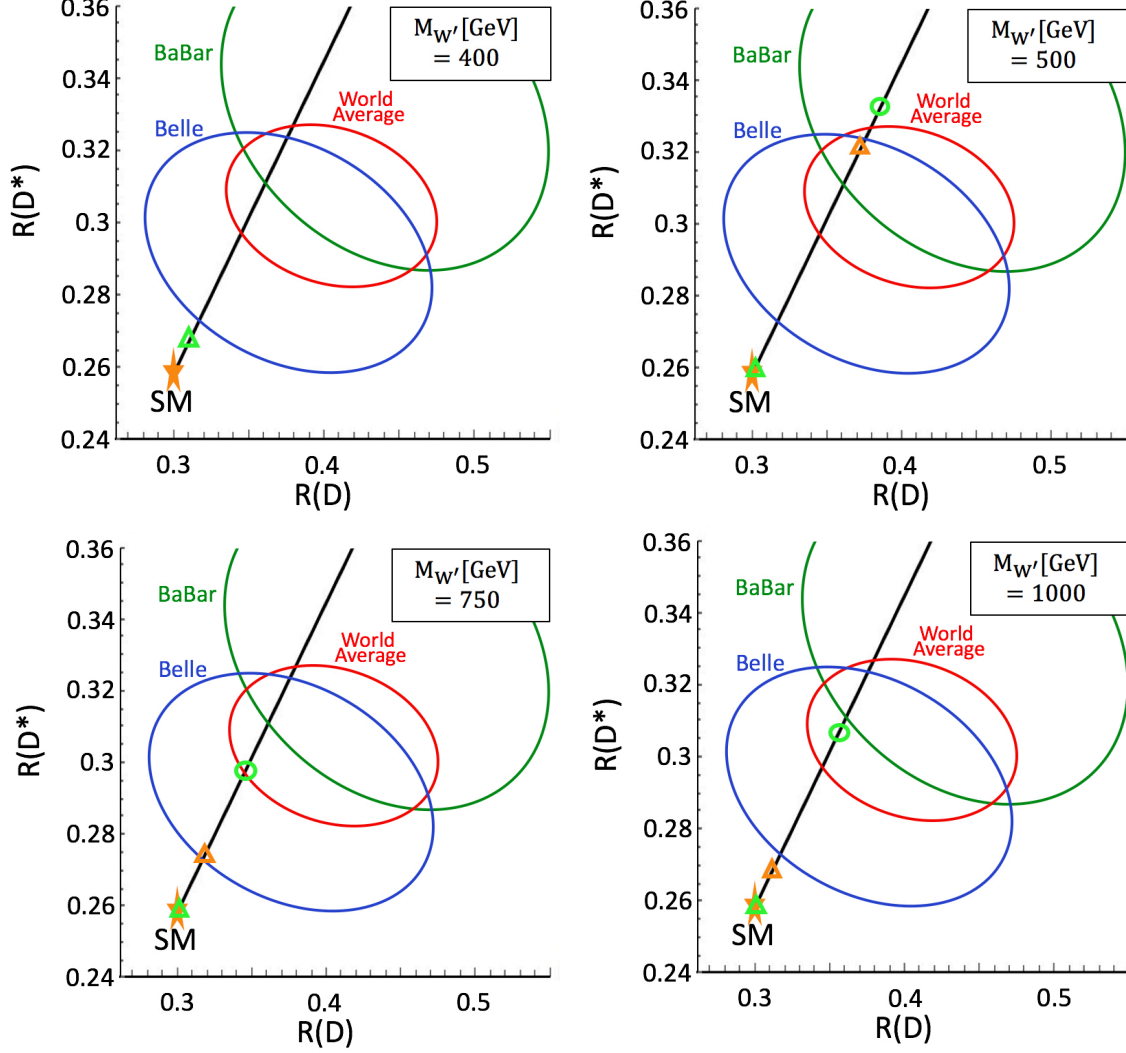 0.36
0.34
0.32
0.3
0.28
0.26
0.24
R(D*)
BaBar
Belle
World
Average
M_W'[GeV]
= 400
SM
0.3 0.4 0.5
R(D)
0.36
0.34
0.32
0.3
0.28
0.26
0.24
R(D*)
BaBar
Belle
World
Average
M_W'[GeV]
= 500
SM
0.3 0.4 0.5
R(D)
0.36
0.34
0.32
0.3
0.28
0.26
0.24
R(D*)
BaBar
Belle
World
Average
M_W'[GeV]
= 750
SM
0.3 0.4 0.5
R(D)
0.36
0.34
0.32
0.3
0.28
0.26
0.24
R(D*)
BaBar
Belle
World
Average
M_W'[GeV]
= 1000
SM
0.3 0.4 0.5
R(D)